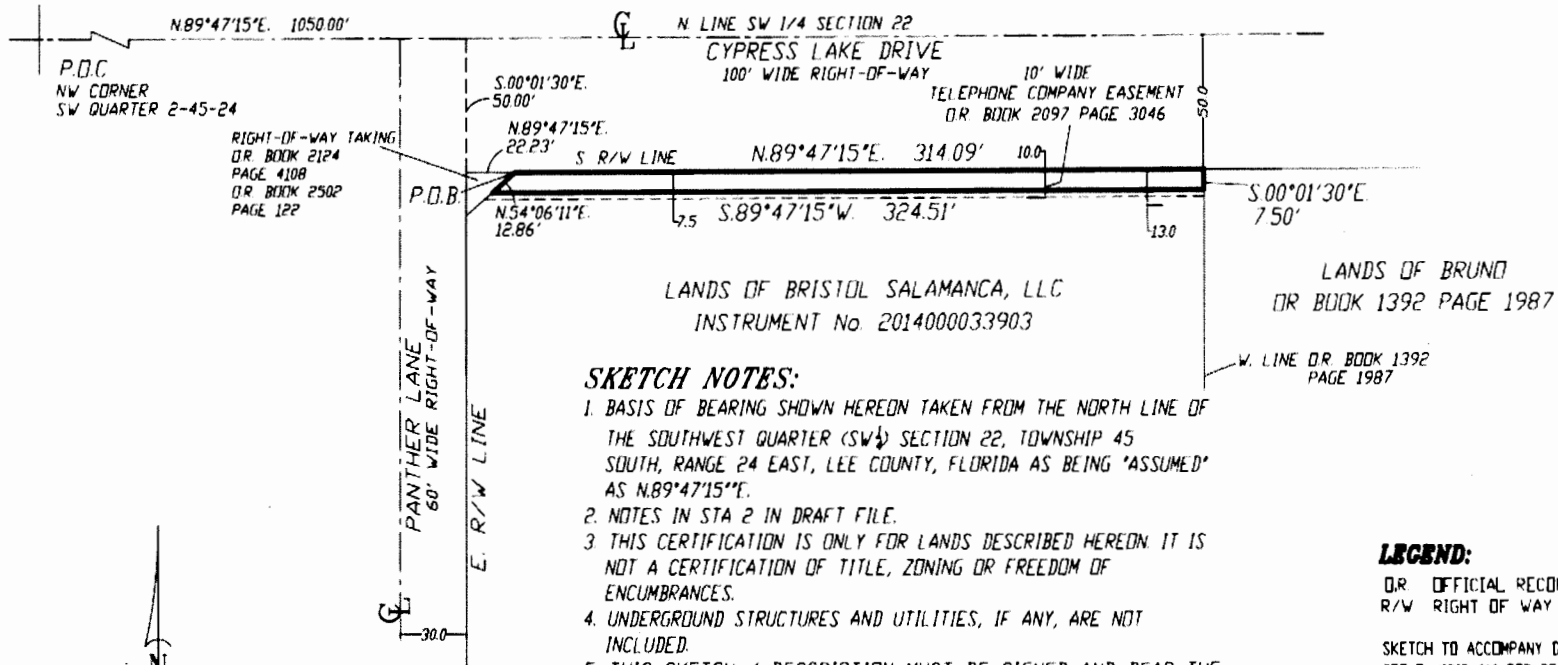 N.89°47'15"E. 1050.00'
N. LINE SW 1/4 SECTION 22
CYPRESS LAKE DRIVE
100' WIDE RIGHT-OF-WAY
P.O.C
NW CORNER
SW QUARTER 2-45-24
S.00°01'30"E.
50.00'
10' WIDE
TELEPHONE COMPANY EASEMENT
O.R. BOOK 2097 PAGE 3046
50.0
RIGHT-OF-WAY TAKING
O.R. BOOK 2124
PAGE 4108
O.R. BOOK 2502
PAGE 122
N.89°47'15"E.
22.23'
S R/W LINE
N.89°47'15"E. 314.09'
10.0
P.O.B.
N.54°06'11"E.
12.86'
7.5
S.89°47'15"W. 324.51'
13.0
S.00°01'30"E.
7.50'
LANDS OF BRISTOL SALAMANCA, LLC
INSTRUMENT No. 2014000033903
LANDS OF BRUNO
OR BOOK 1392 PAGE 1987
W. LINE O.R. BOOK 1392
PAGE 1987
PANTHER LANE
60' WIDE RIGHT-OF-WAY
E. R/W LINE
30.0
N
SKETCH NOTES:
1. BASIS OF BEARING SHOWN HEREON TAKEN FROM THE NORTH LINE OF
THE SOUTHWEST QUARTER (SW¼) SECTION 22, TOWNSHIP 45
SOUTH, RANGE 24 EAST, LEE COUNTY, FLORIDA AS BEING "ASSUMED"
AS N.89°47'15"E.
2. NOTES IN STA 2 IN DRAFT FILE.
3. THIS CERTIFICATION IS ONLY FOR LANDS DESCRIBED HEREON. IT IS
NOT A CERTIFICATION OF TITLE, ZONING OR FREEDOM OF
ENCUMBRANCES.
4. UNDERGROUND STRUCTURES AND UTILITIES, IF ANY, ARE NOT
INCLUDED.
LEGEND:
O.R. OFFICIAL RECO
R/W RIGHT OF WAY
SKETCH TO ACCOMPANY D